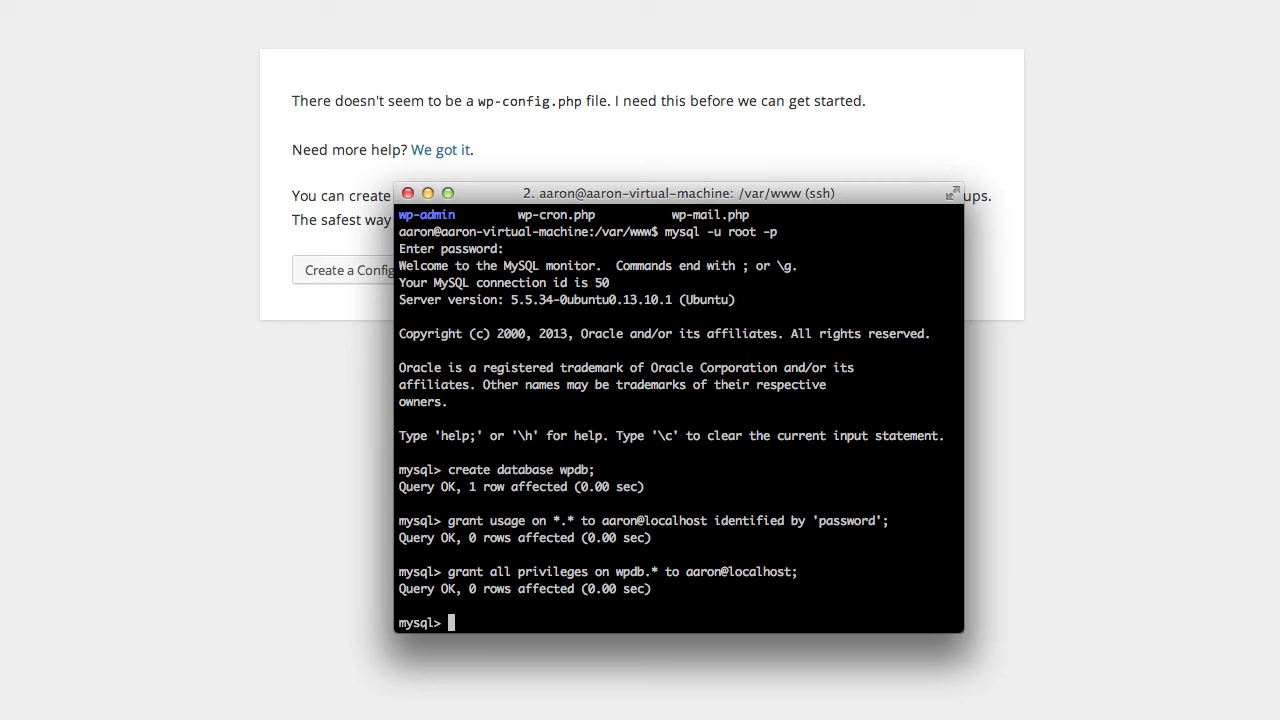 There doesn't seem to be a wp-config.php file. I need this before we can get started.
Need more help? We got it.
You can create
ups.
The safest way
Create a Config
2. aaron@aaron-virtual-machine: /var/www (ssh)
wp-admin wp-cron.php wp-mail.php
aaron@aaron-virtual-machine:/var/www$ mysql -u root -p
Enter password:
Welcome to the MySQL monitor.  Commands end with ; or \g.
Your MySQL connection id is 50
Server version: 5.5.34-0ubuntu0.13.10.1 (Ubuntu)
Copyright (c) 2000, 2013, Oracle and/or its affiliates. All rights reserved.
Oracle is a registered trademark of Oracle Corporation and/or its
affiliates. Other names may be trademarks of their respective
owners.
Type 'help;' or '\h' for help. Type '\c' to clear the current input statement.
mysql> create database wpdb;
Query OK, 1 row affected (0.00 sec)
mysql> grant usage on *.* to aaron@localhost identified by 'password';
Query OK, 0 rows affected (0.00 sec)
mysql> grant all privileges on wpdb.* to aaron@localhost;
Query OK, 0 rows affected (0.00 sec)
mysql>